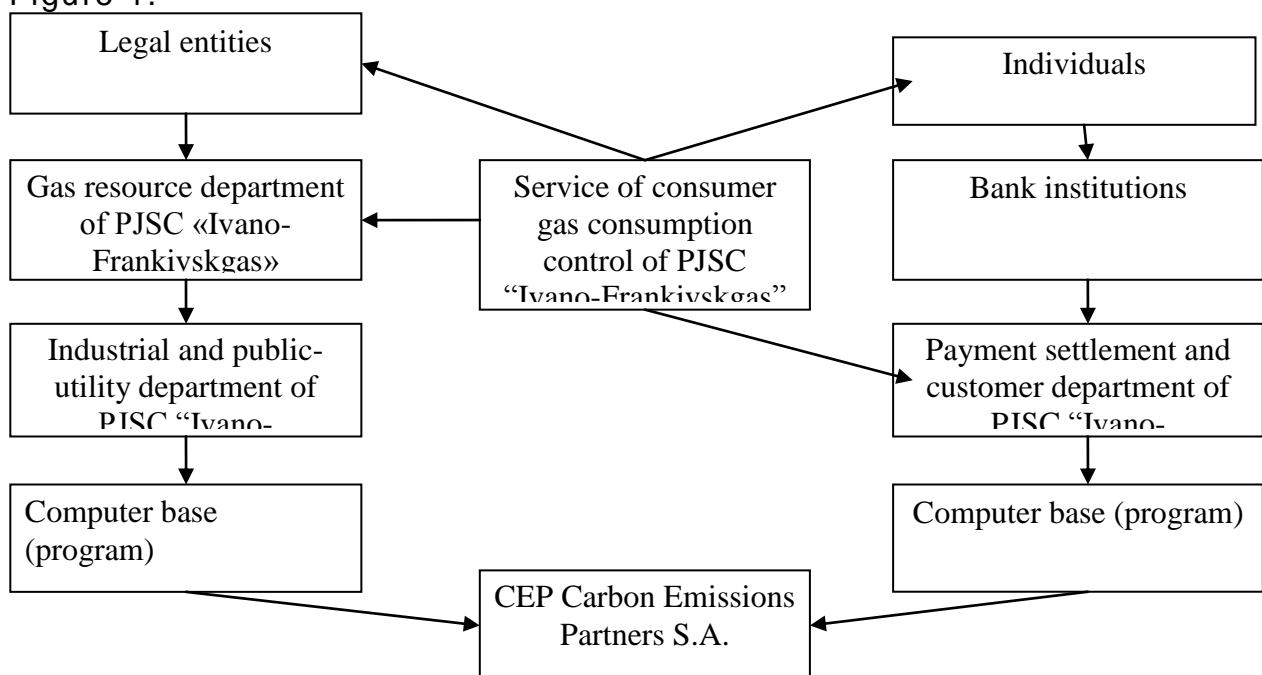 Legal entities
Individuals
Gas resource department
of PJSC «Ivano-
Frankivskgas»
Service of consumer
gas consumption
control of PJSC
“Ivano-Frankivskgas”
Bank institutions
Industrial and public-
utility department of
PJSC “Ivano-
Payment settlement and
customer department of
PJSC “Ivano-
Computer base
(program)
Computer base (program)
CEP Carbon Emissions
Partners S.A.